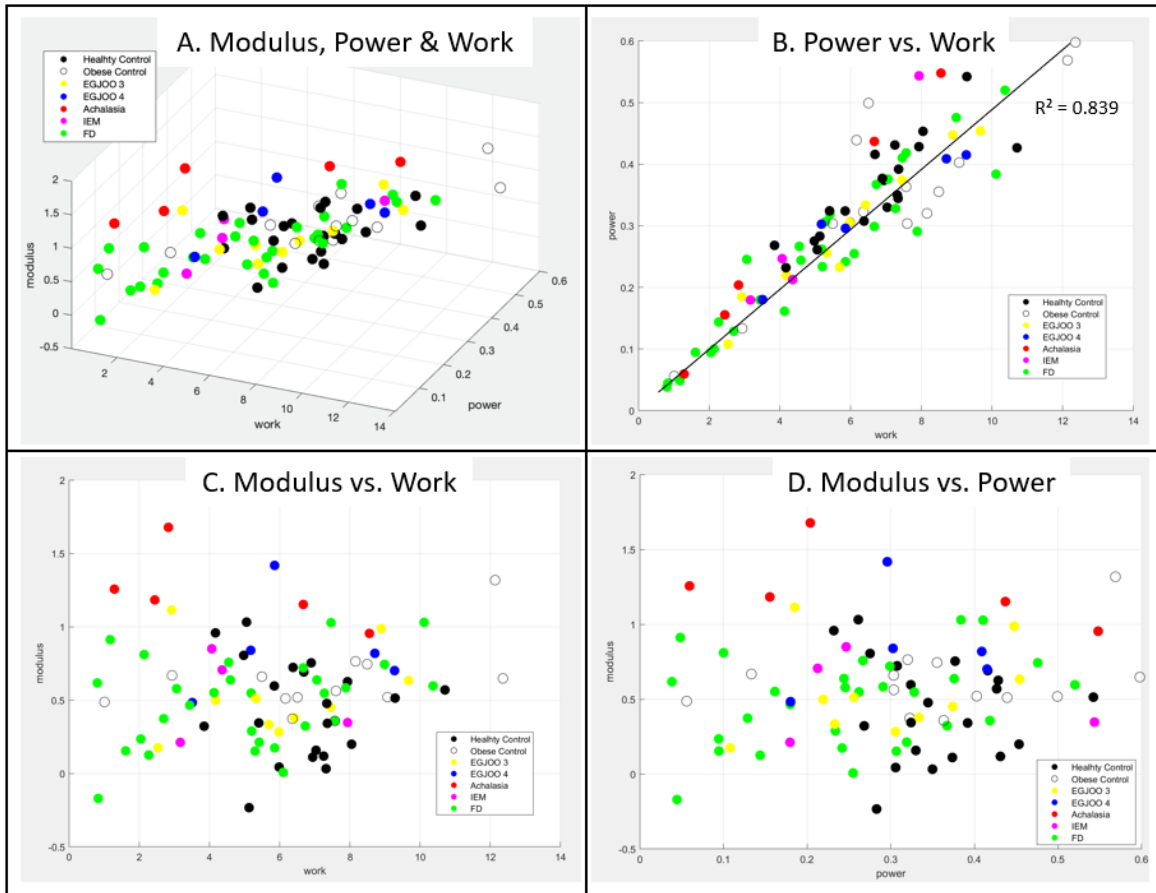 A. Modulus, Power & Work
Healhty Control
Obese Control
EGJOO 3
EGJOO 4
Achalasia
IEM
FD
2
1.5
1
0.5
0
-0.5
modulus
2
4
6
8
10
12
14
work
0.1
0.2
0.3
0.4
0.5
0.6
power
B. Power vs. Work
0.6
0.5
0.4
0.3
0.2
0.1
0
power
R² = 0.839
Healhty Control
Obese Control
EGJOO 3
EGJOO 4
Achalasia
IEM
FD
0 2 4 6 8 10 12 14
work
C. Modulus vs. Work
2
1.5
1
0.5
0
-0.5
modulus
Healhty Control
Obese Control
EGJOO 3
EGJOO 4
Achalasia
IEM
FD
0 2 4 6 8 10 12 14
work
D. Modulus vs. Power
2
1.5
1
0.5
0
-0.5
modulus
Healhty Control
Obese Control
EGJOO 3
EGJOO 4
Achalasia
IEM
FD
0 0.1 0.2 0.3 0.4 0.5 0.6
power